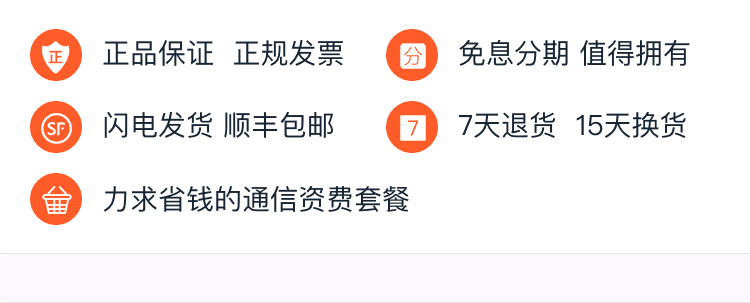 正品保证 正规发票
免息分期 值得拥有
闪电发货 顺丰包邮
7天退货 15天换货
力求省钱的通信资费套餐